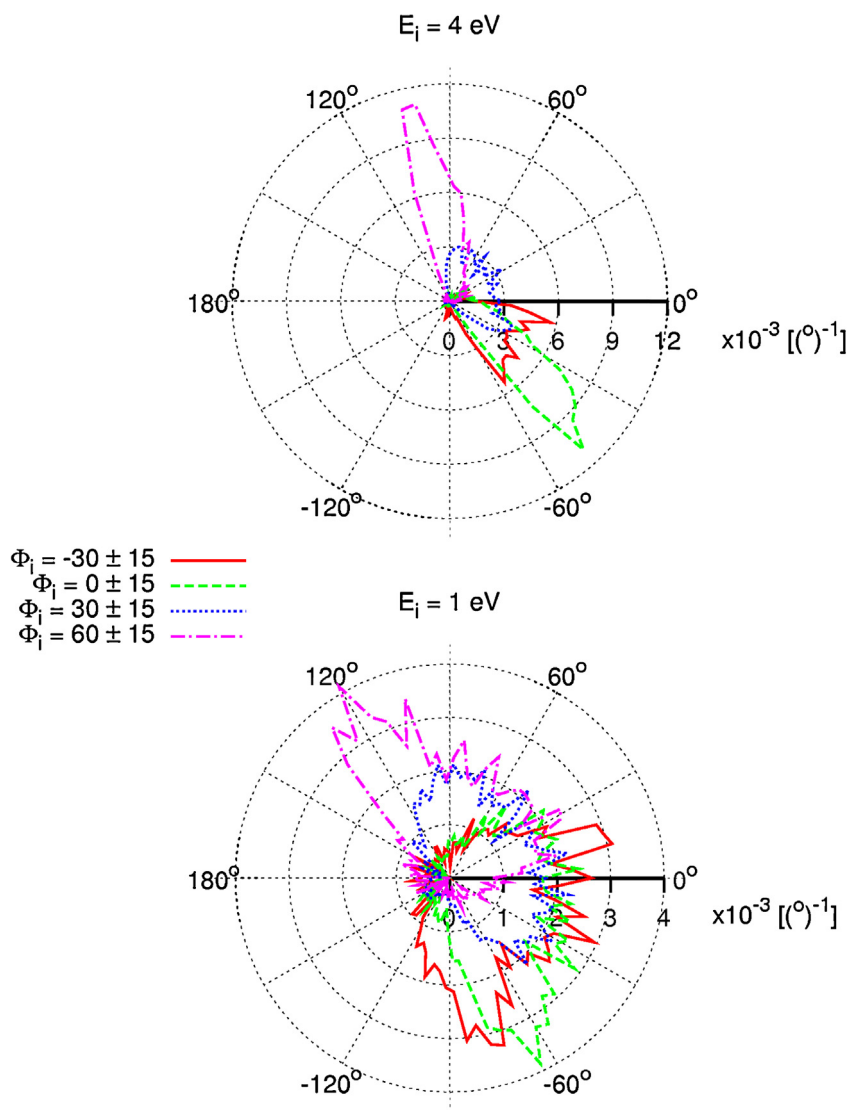 E_i = 4 eV
120° 60°
180° 0°
0 3 6 9 12 x10^-3 [(°)^-1]
-120° -60°
Φ_i = -30 ± 15
Φ_i = 0 ± 15
Φ_i = 30 ± 15
Φ_i = 60 ± 15
E_i = 1 eV
120° 60°
180° 0°
0 1 2 3 4 x10^-3 [(°)^-1]
-120° -60°